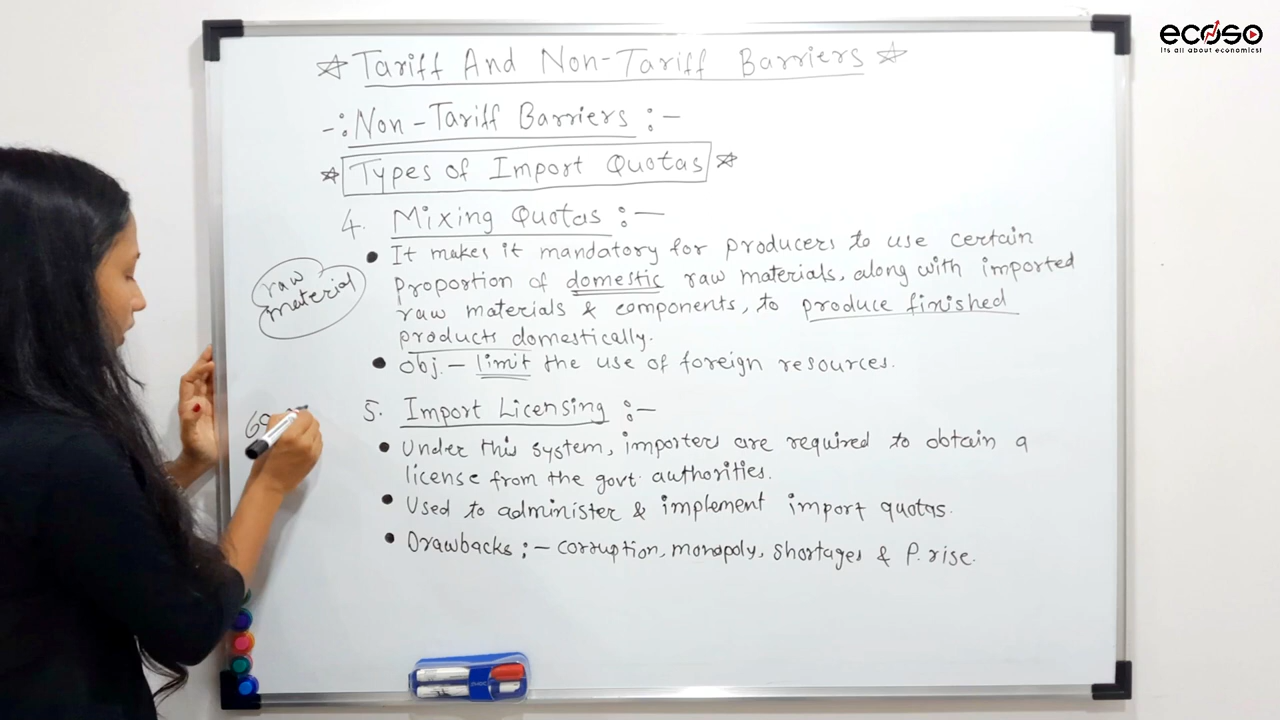 ecoso
Its all about economics!
Tariff And Non-Tariff Barriers
-: Non-Tariff Barriers :-
Types of Import Quotas
4. Mixing Quotas :-
• It makes it mandatory for producers to use certain
proportion of domestic raw materials, along with imported
raw materials & components, to produce finished
products domestically.
raw
material
• Obj. - limit the use of foreign resources.
5. Import Licensing :-
• Under this system, importers are required to obtain a
license from the govt. authorities.
• Used to administer & implement import quotas.
• Drawbacks :- corruption, monopoly, shortages & P. rise.